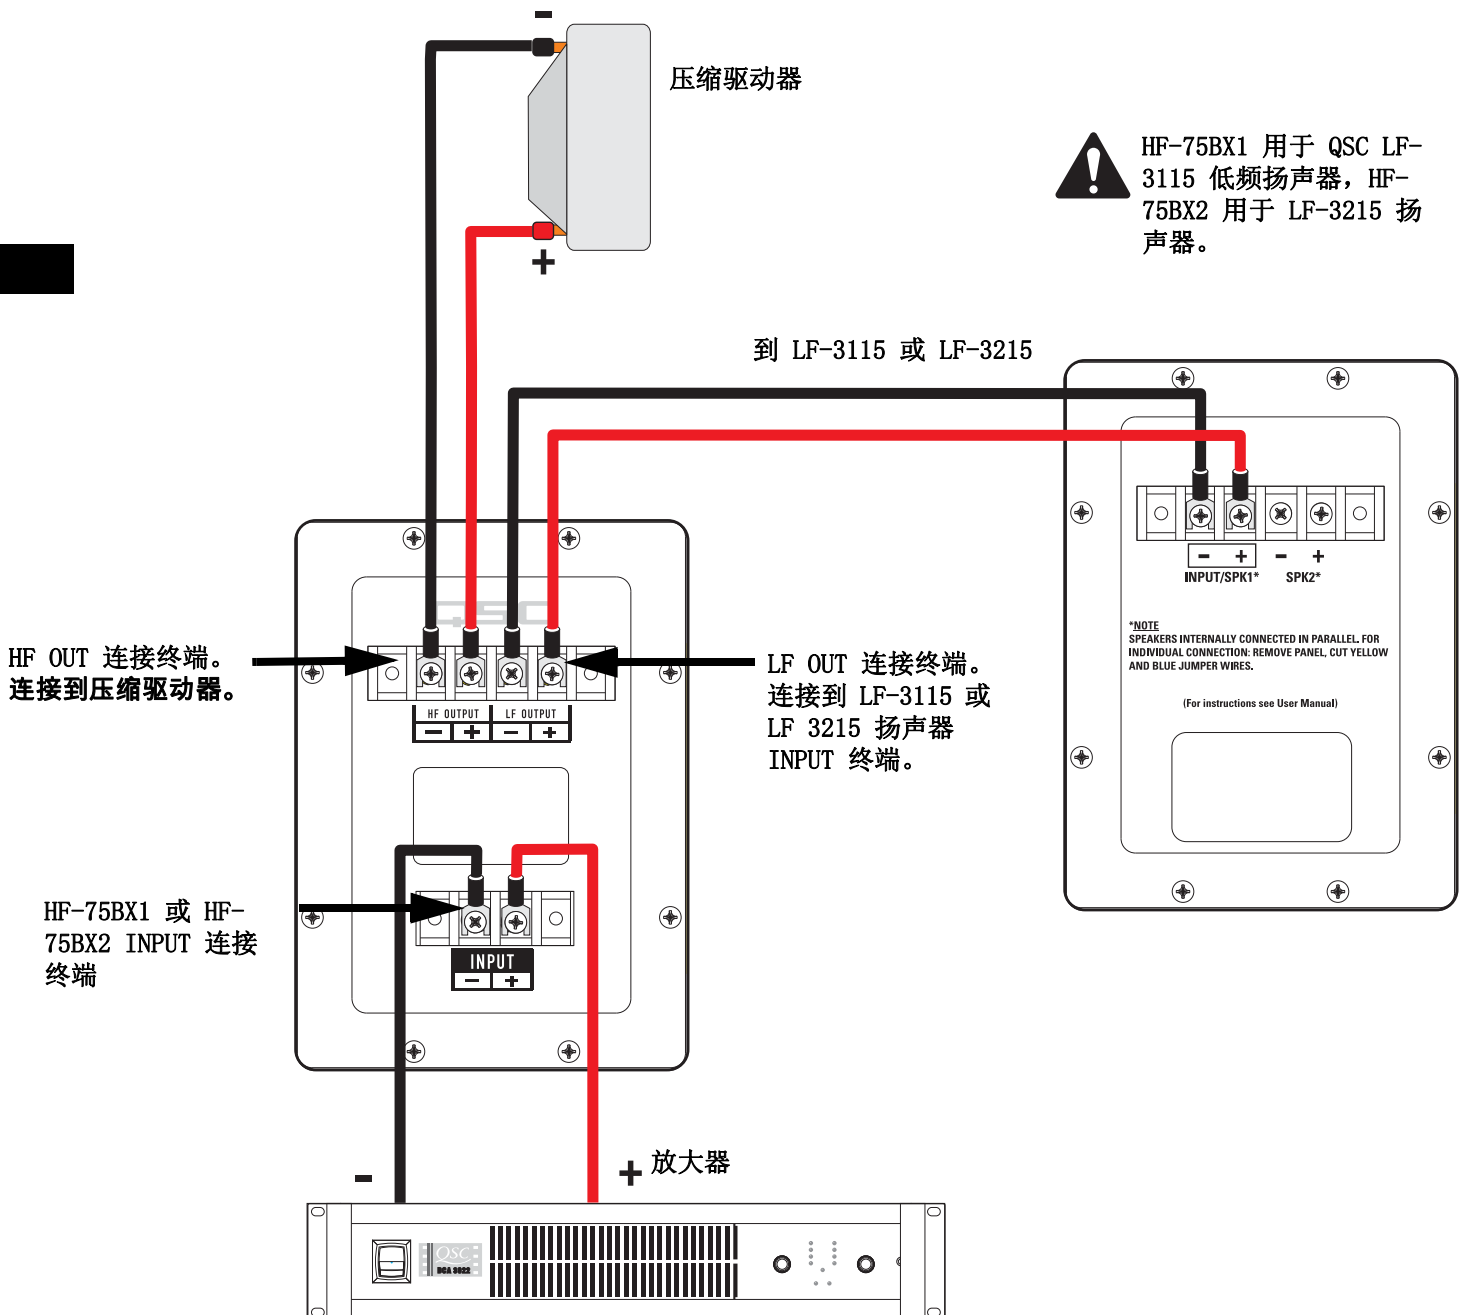 -
压缩驱动器
+
HF-75BX1 用于 QSC LF-
3115 低频扬声器，HF-
75BX2 用于 LF-3215 扬
声器。
到 LF-3115 或 LF-3215
- + - +
INPUT/SPK1* SPK2*
*NOTE
SPEAKERS INTERNALLY CONNECTED IN PARALLEL. FOR
INDIVIDUAL CONNECTION: REMOVE PANEL, CUT YELLOW
AND BLUE JUMPER WIRES.
(For instructions see User Manual)
QSC
HF OUT 连接终端。
连接到压缩驱动器。
LF OUT 连接终端。
连接到 LF-3115 或
LF 3215 扬声器
INPUT 终端。
HF OUTPUT LF OUTPUT
- + - +
HF-75BX1 或 HF-
75BX2 INPUT 连接
终端
INPUT
- +
- + 放大器
QSC
DCA 3022